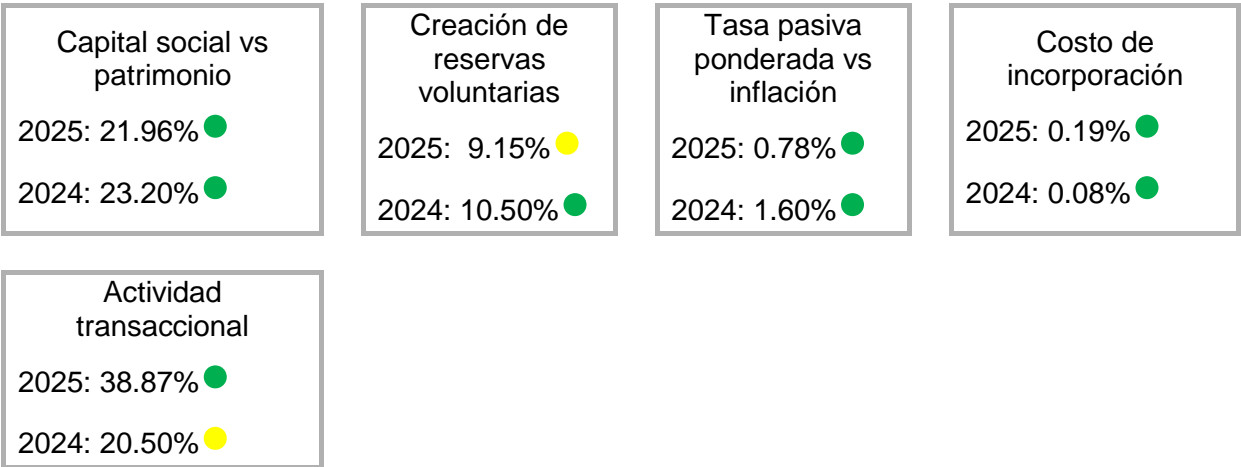 Capital social vs
patrimonio
2025: 21.96%
2024: 23.20%
Creación de
reservas
voluntarias
2025: 9.15%
2024: 10.50%
Tasa pasiva
ponderada vs
inflación
2025: 0.78%
2024: 1.60%
Costo de
incorporación
2025: 0.19%
2024: 0.08%
Actividad
transaccional
2025: 38.87%
2024: 20.50%